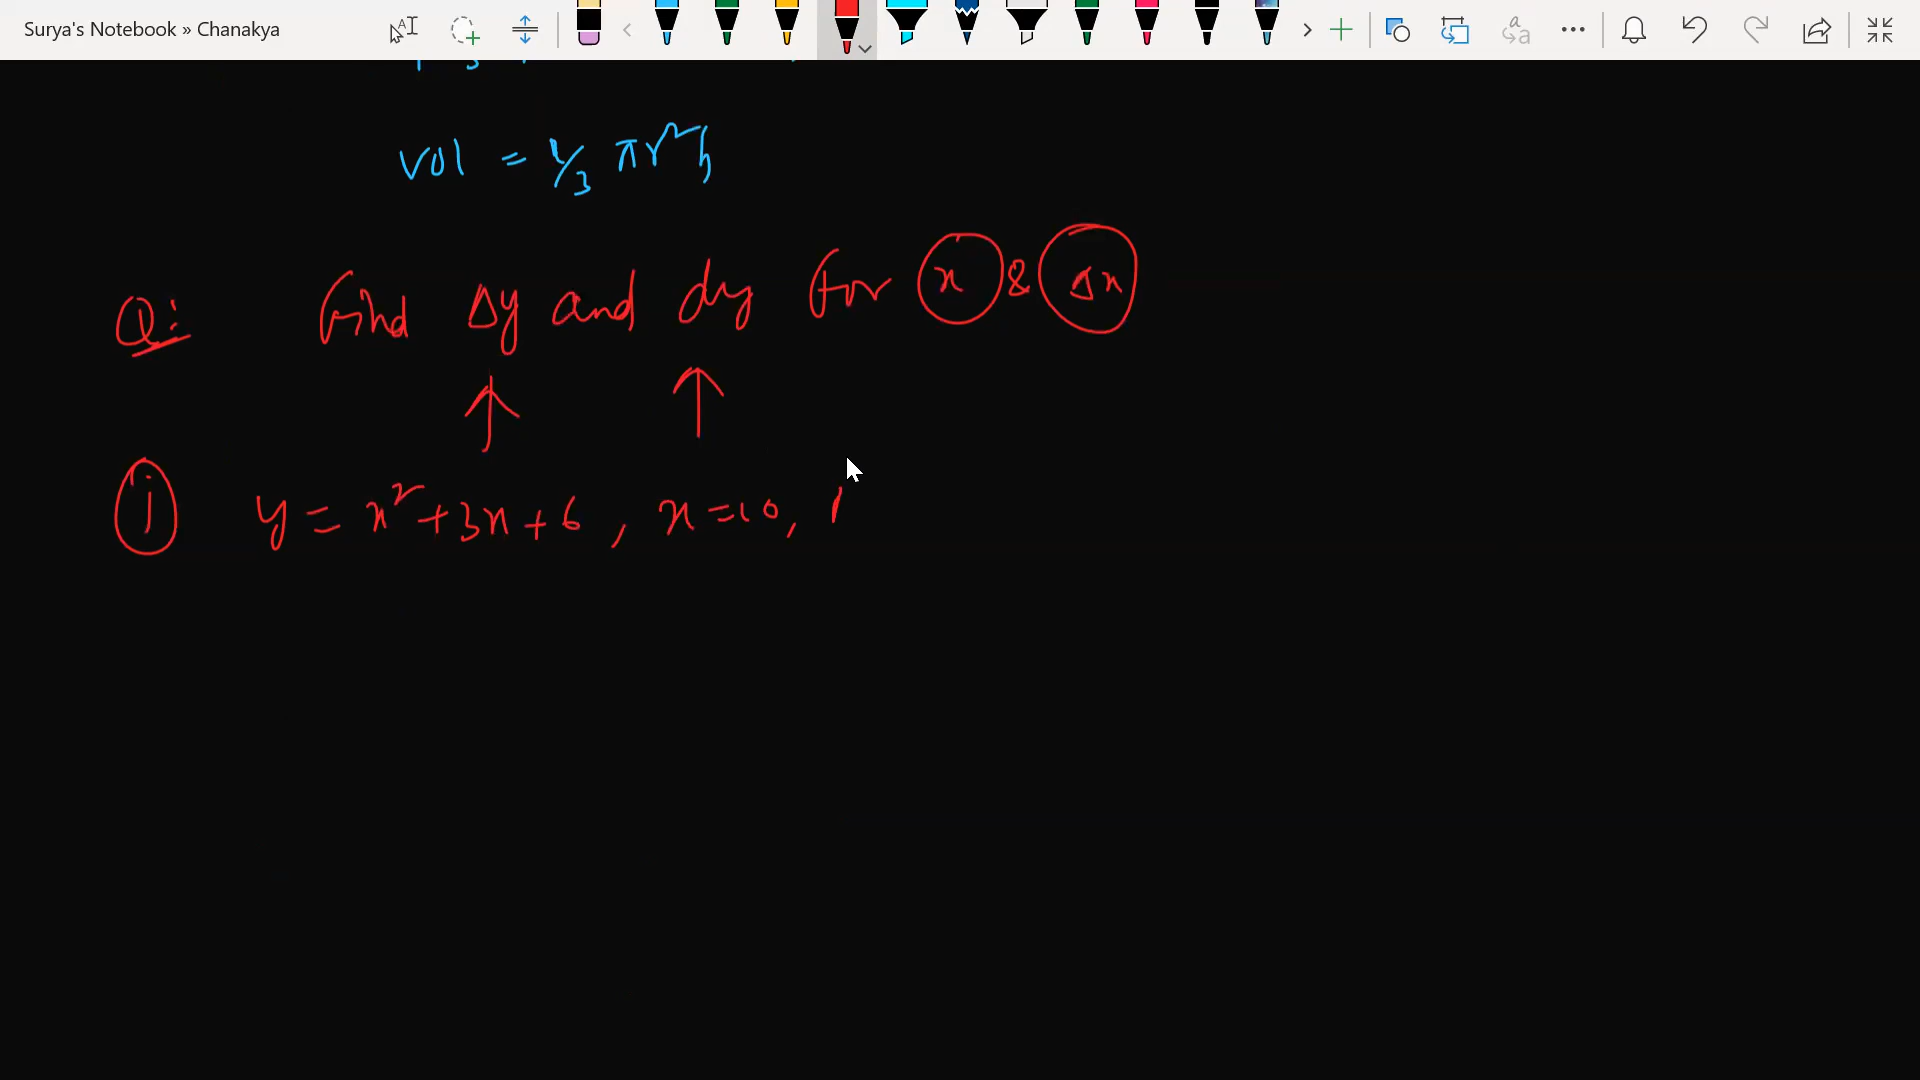 Surya's Notebook » Chanakya
vol = 1/3 πr²h
Q: Find Δy and dy for x & Δx
i y = x² + 3x + 6 , x = 10,